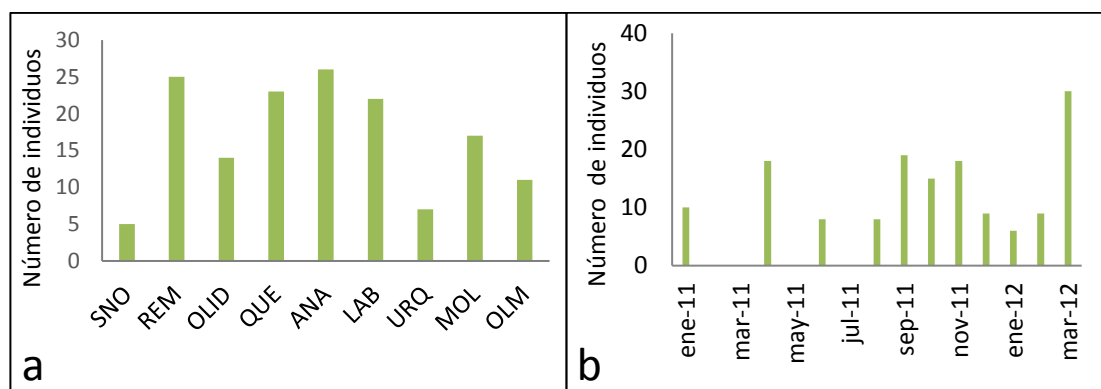 Número de individuos
30
25
20
15
10
5
0
SNO
REM
OLID
QUE
ANA
LAB
URQ
MOL
OLM
a
Número de individuos
40
30
20
10
0
ene-11
mar-11
may-11
jul-11
sep-11
nov-11
ene-12
mar-12
b